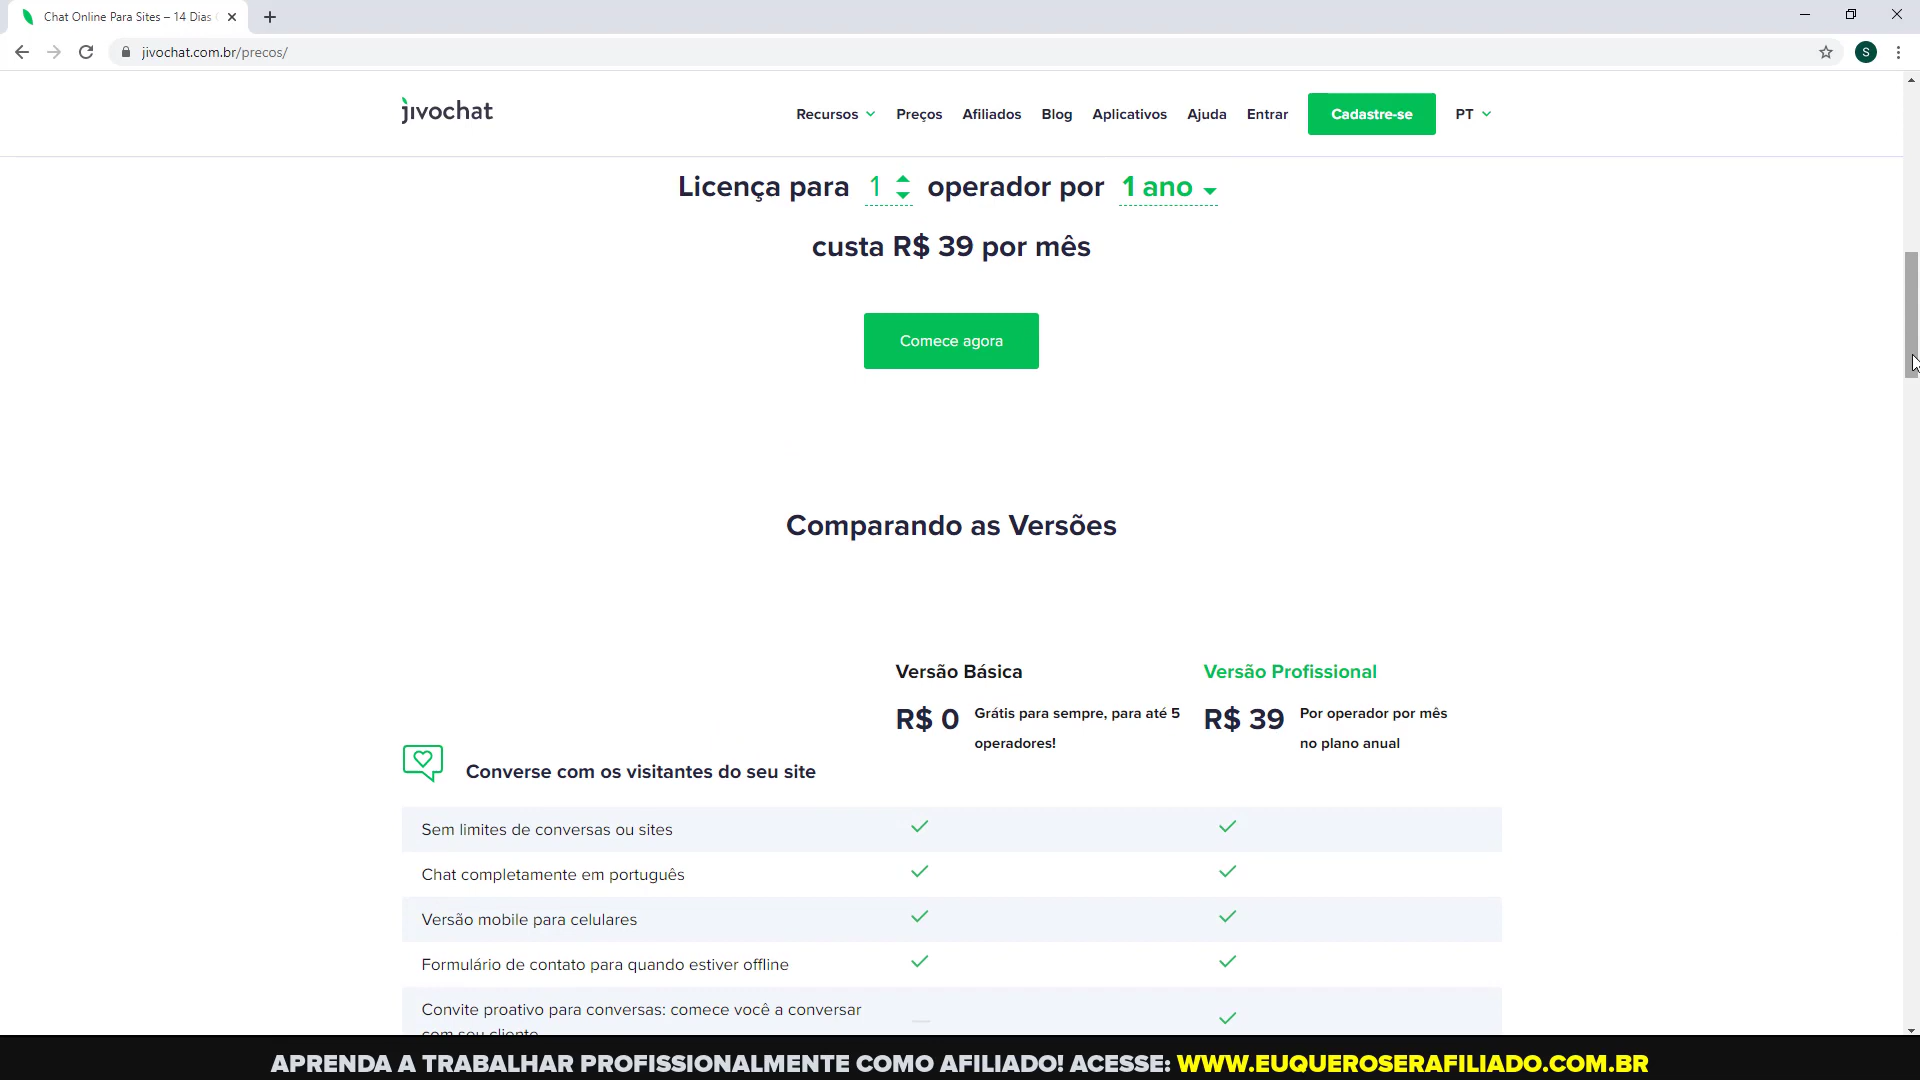 Chat Online Para Sites – 14 Dias
jivochat.com.br/precos/
S
jivochat
Recursos Preços Afiliados Blog Aplicativos Ajuda Entrar Cadastre-se PT
Licença para 1 operador por 1 ano
custa R$ 39 por mês
Comece agora
Comparando as Versões
Versão Básica Versão Profissional
R$ 0 Grátis para sempre, para até 5 operadores! R$ 39 Por operador por mês no plano anual
Converse com os visitantes do seu site
Sem limites de conversas ou sites
Chat completamente em português
Versão mobile para celulares
Formulário de contato para quando estiver offline
Convite proativo para conversas: comece você a conversar
com seu cliente
APRENDA A TRABALHAR PROFISSIONALMENTE COMO AFILIADO! ACESSE: WWW.EUQUEROSERAFILIADO.COM.BR